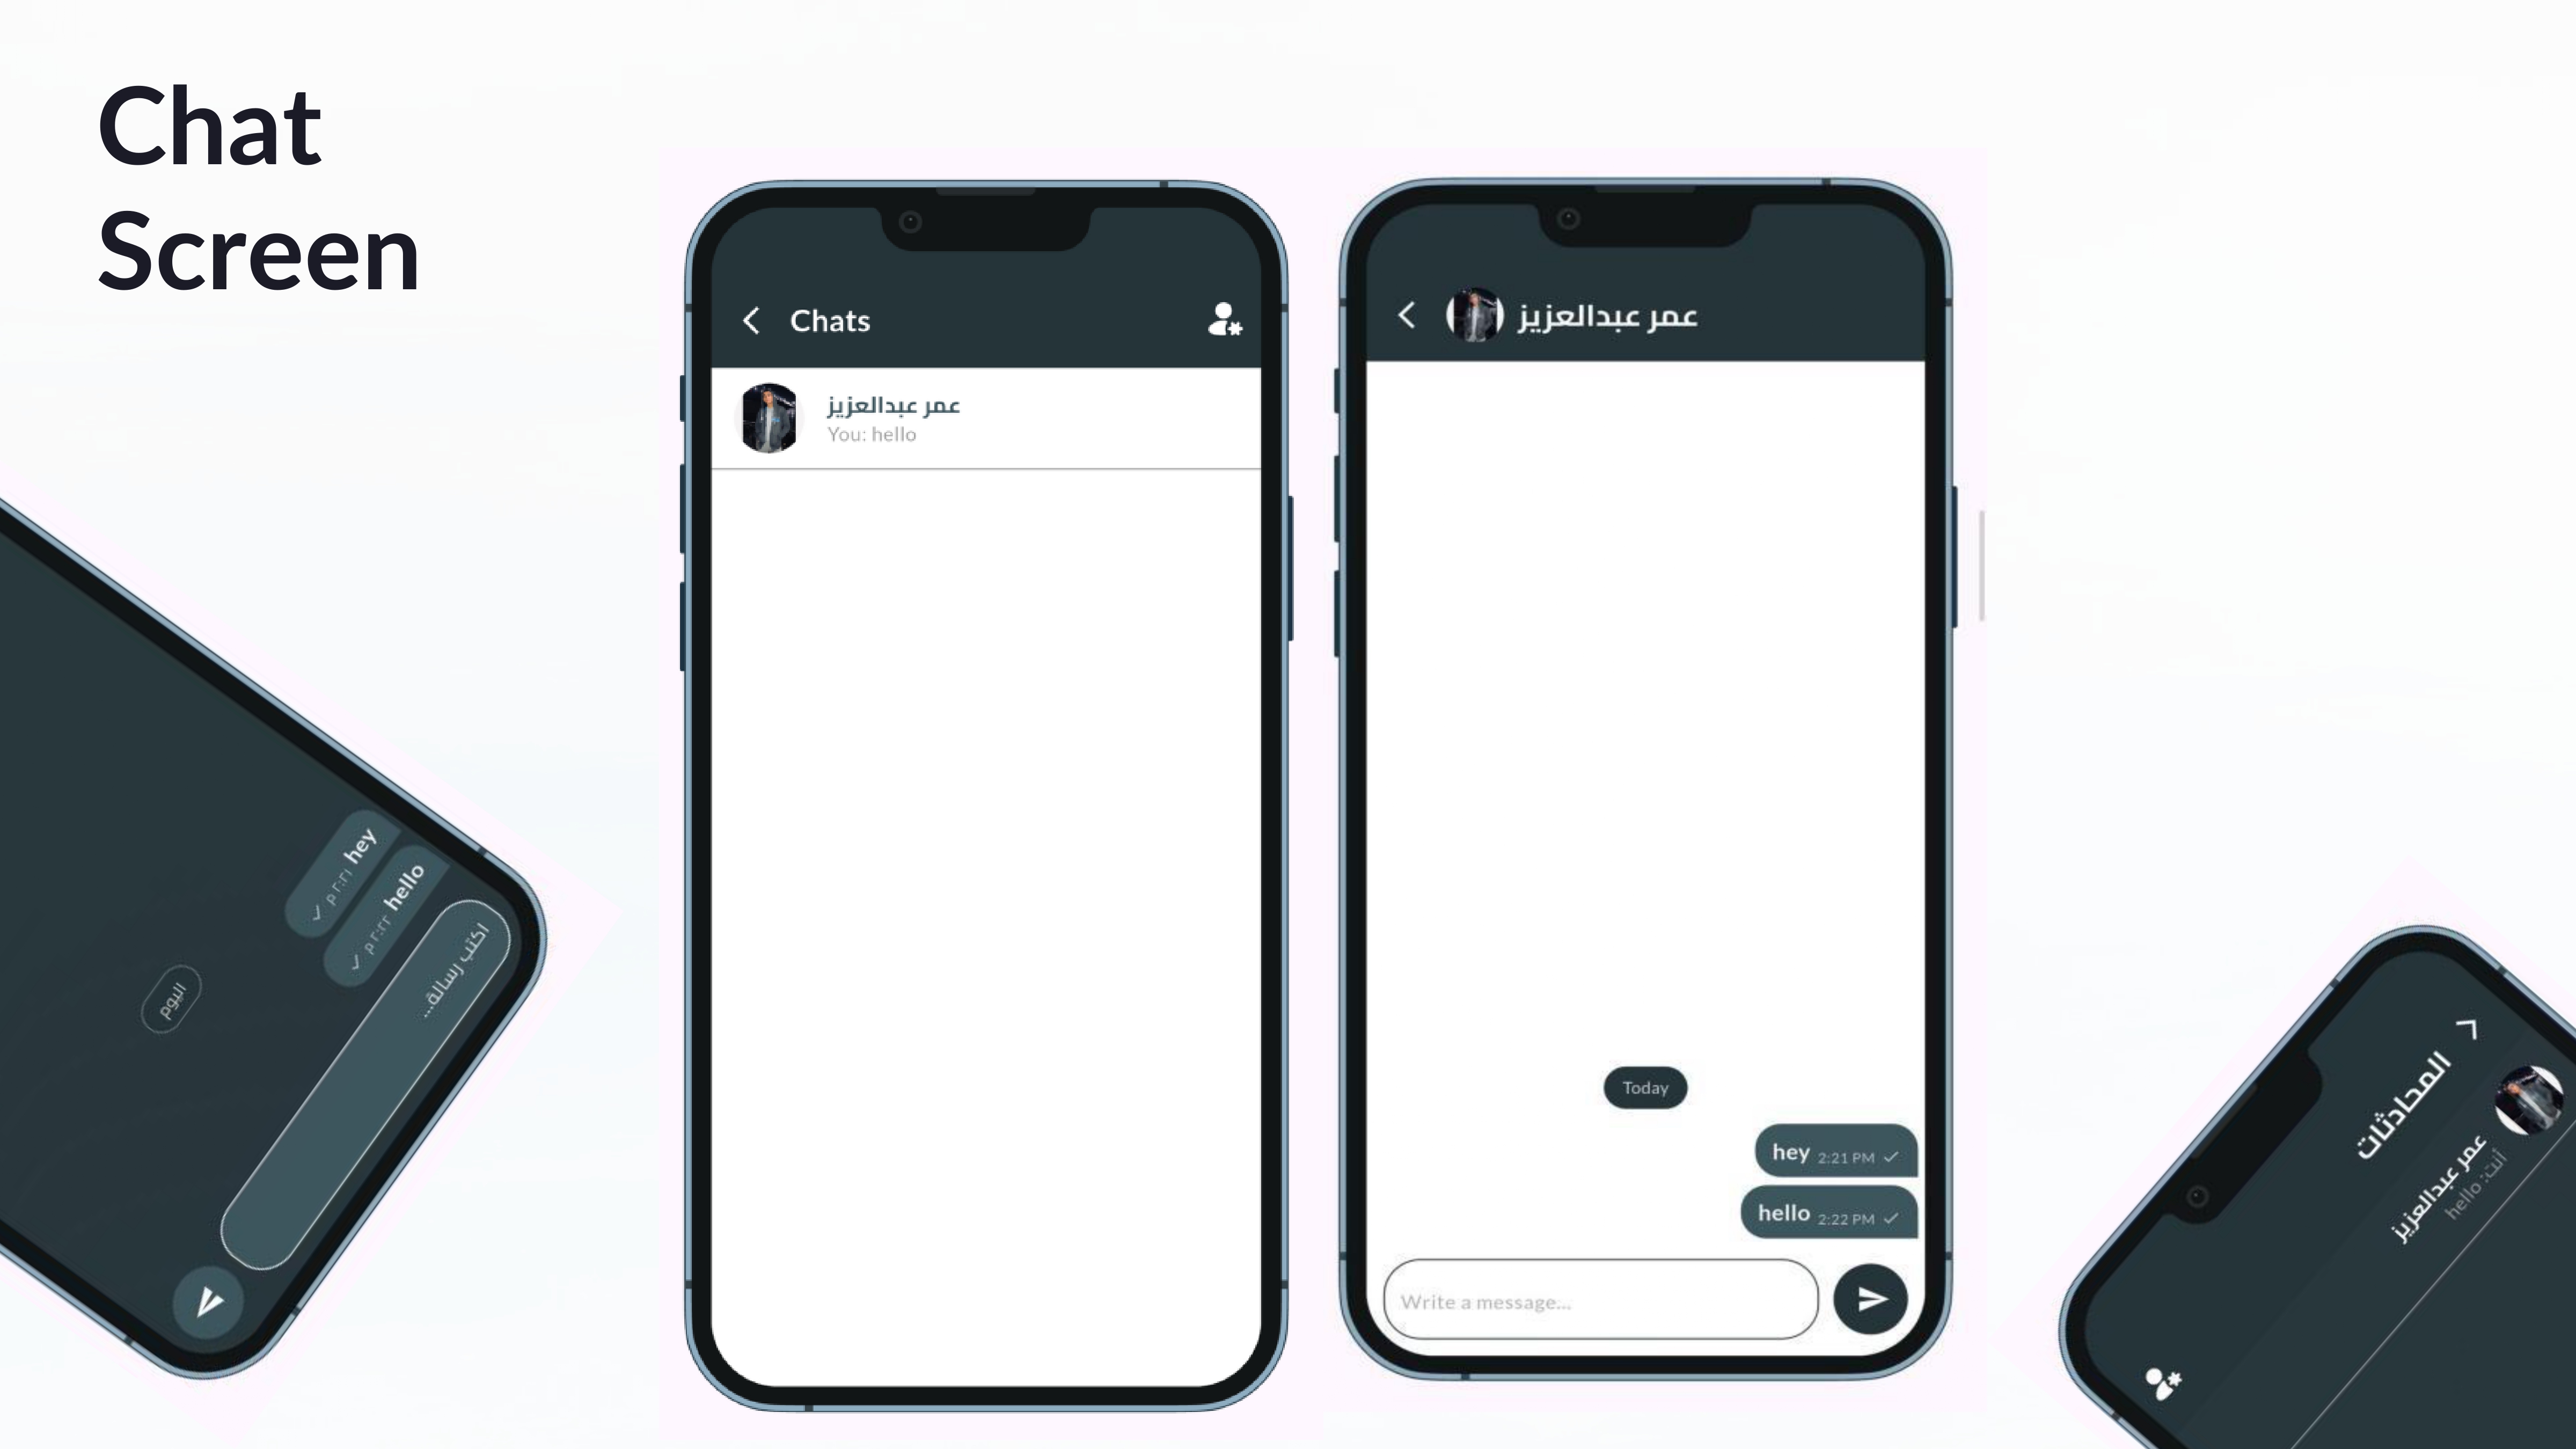 Chat
Screen
Chats
عمر عبدالعزيز
You: hello
عمر عبدالعزيز
Today
hey 2:21 PM
hello 2:22 PM
Write a message...
اليوم
hey ٢:٢١ م
hello ٢:٢٢ م
اكتب رسالة...
المحادثات
عمر عبدالعزيز
أنت: hello